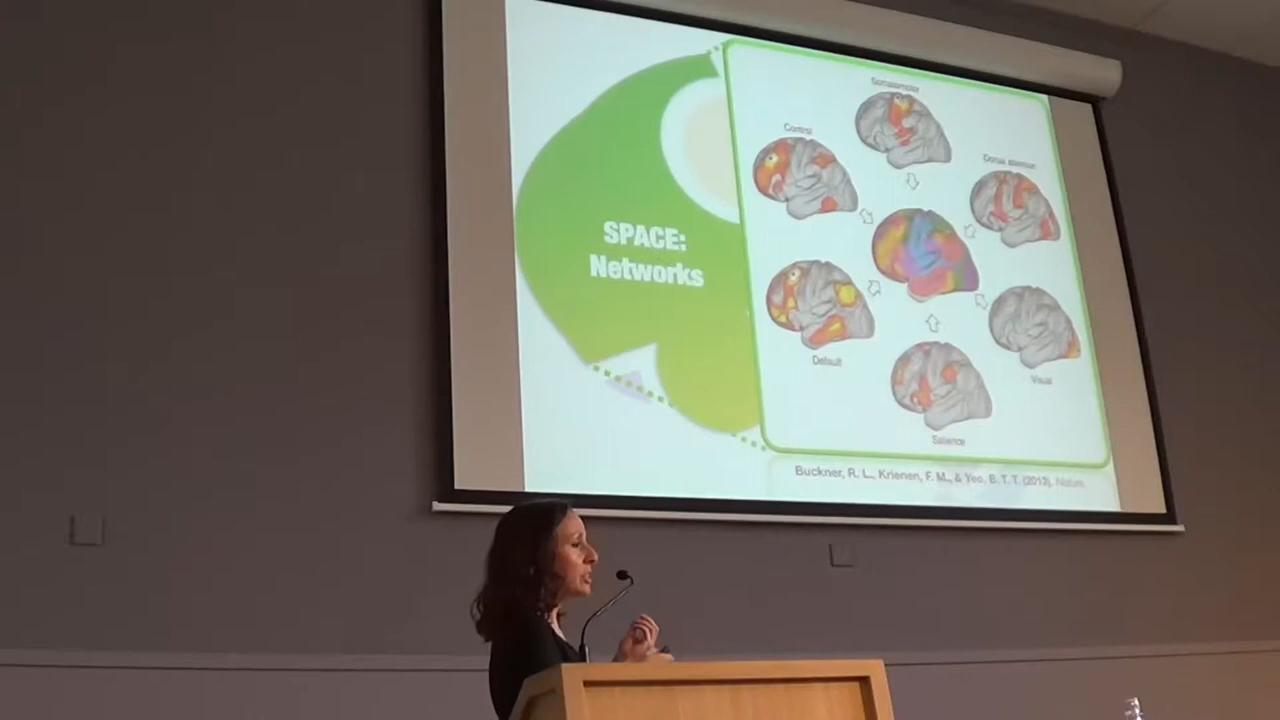 SPACE:
Networks
Somatomotor
Control
Dorsal attention
Default
Visual
Salience
Buckner, R. L., Krienen, F. M., & Yeo, B. T. T. (2013). Nature.